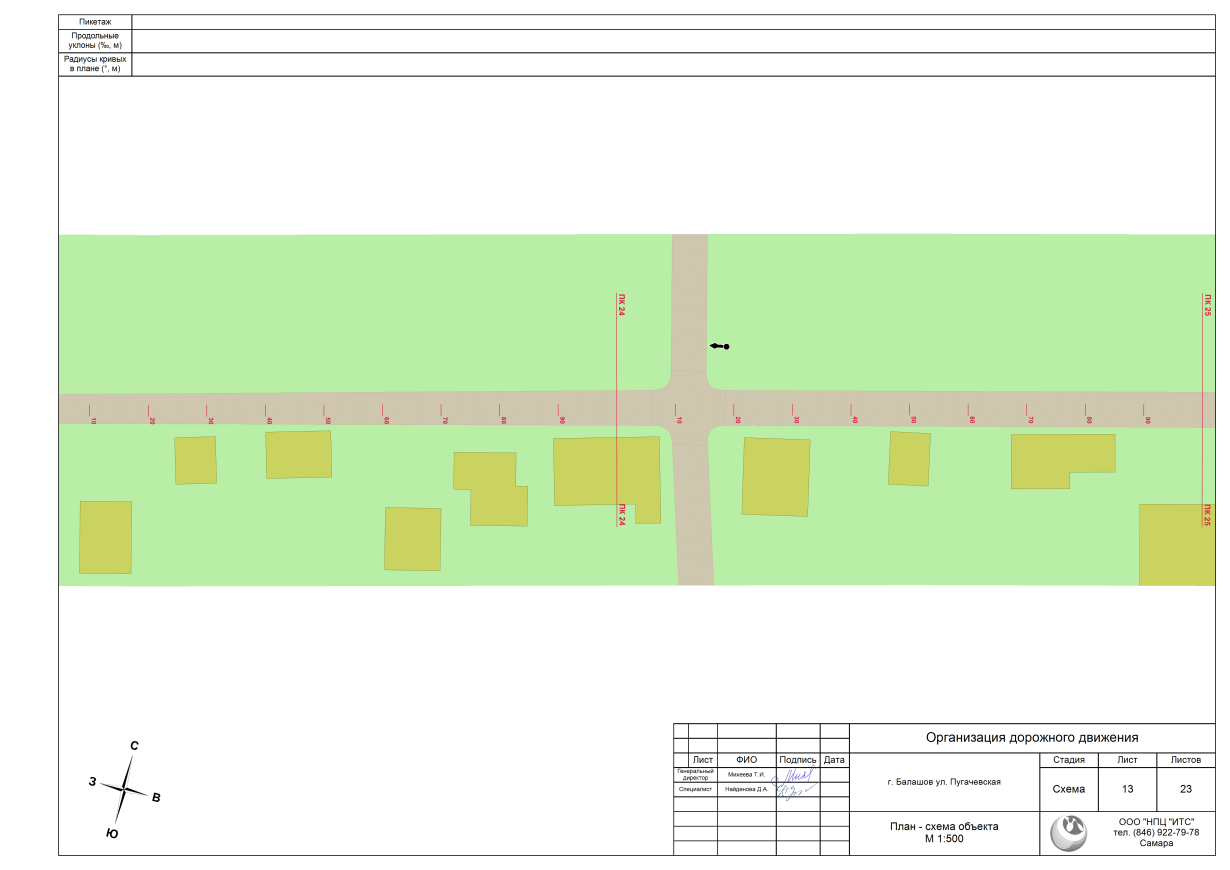 Пикетаж
Продольные
уклоны (‰, м)
Радиусы кривых
в плане (°, м)
ПК 24
ПК 25
10
20
30
40
50
60
70
80
90
10
20
30
40
50
60
70
80
90
ПК 24
ПК 25
С
З
В
Ю
Организация дорожного движения
Лист ФИО Подпись Дата
Стадия Лист Листов
Генеральный
директор
Михеева Т.И.
Специалист Найденова Д.А.
г. Балашов ул. Пугачевская
Схема 13 23
План - схема объекта
М 1:500
ООО "НПЦ "ИТС"
тел. (846) 922-79-78
Самара